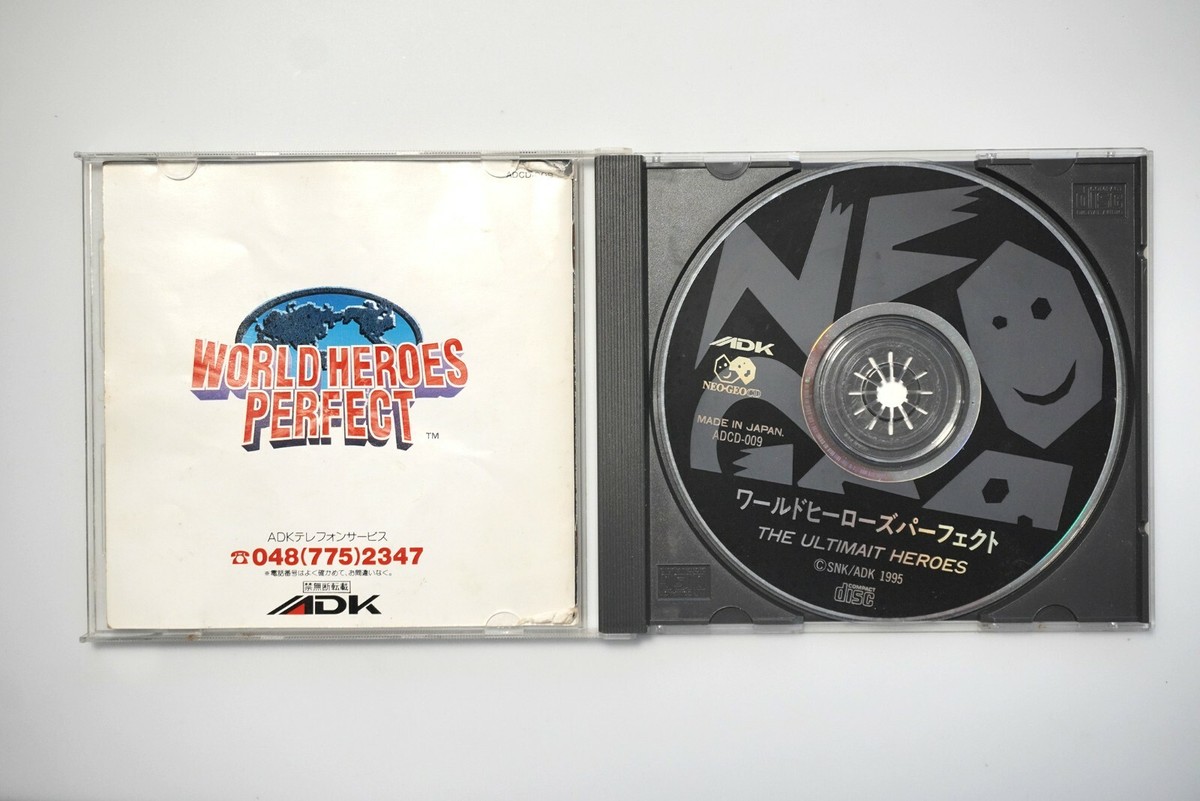 WORLD HEROES
PERFECT
™
ADKテレフォンサービス
☎048(775)2347
*電話番号はよく確かめて、お間違いなく。
禁無断転載
ADK
NEO
ADK
NEO·GEO
MADE IN JAPAN.
ADCD-009
ワールドヒーローズパーフェクト
THE ULTIMAIT HEROES
©SNK/ADK 1995
COMPACT
disc